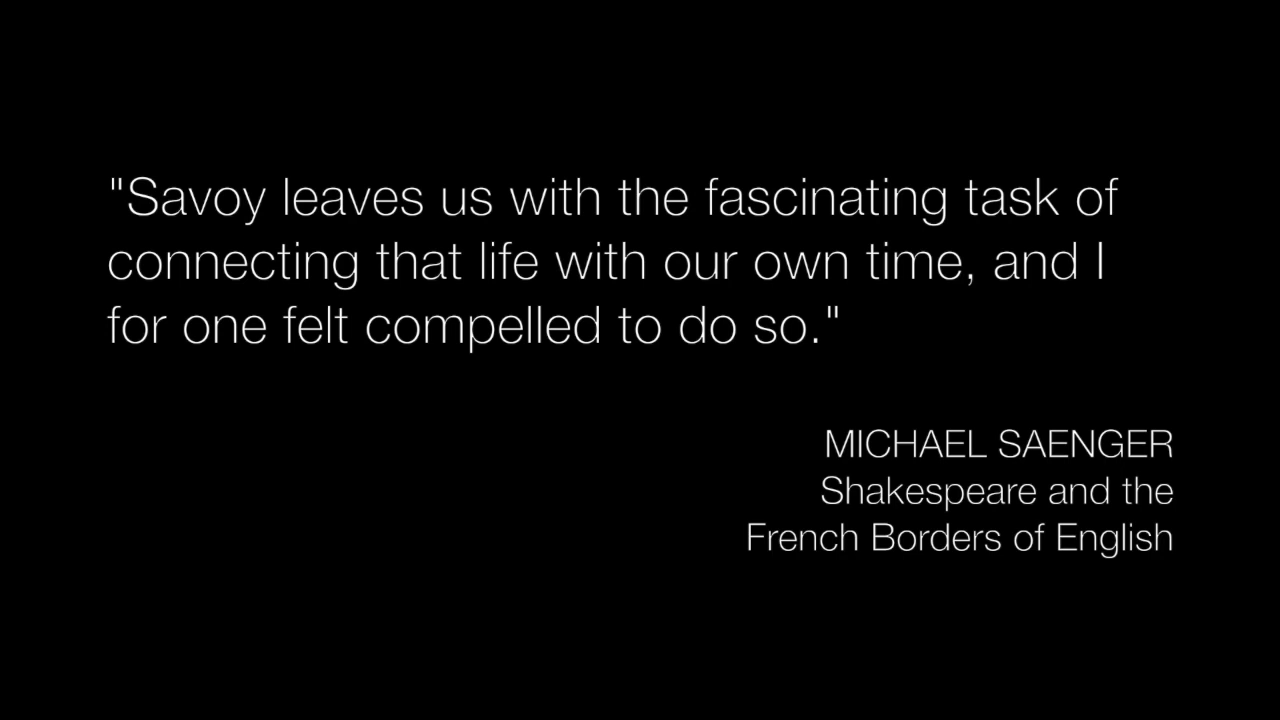 "Savoy leaves us with the fascinating task of
connecting that life with our own time, and I
for one felt compelled to do so."
MICHAEL SAENGER
Shakespeare and the
French Borders of English